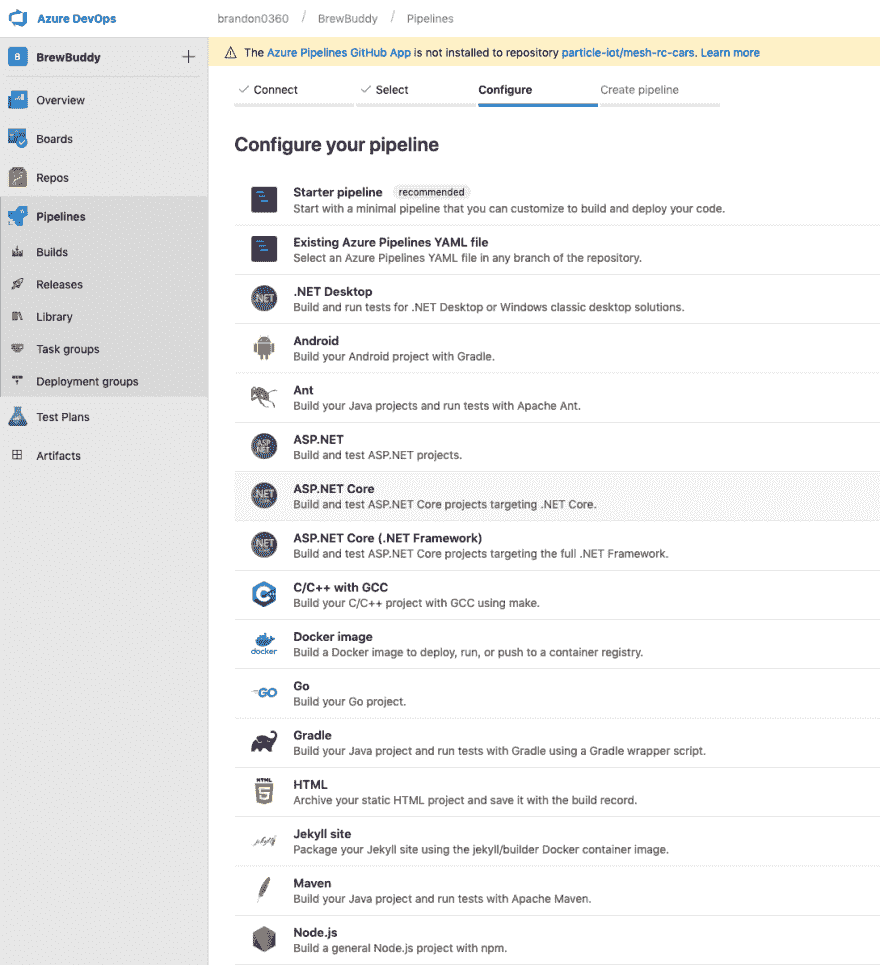 Azure DevOps
brandon0360 / BrewBuddy / Pipelines
B BrewBuddy +
Overview
Boards
Repos
Pipelines
Builds
Releases
Library
Task groups
Deployment groups
Test Plans
Artifacts
The Azure Pipelines GitHub App is not installed to repository particle-iot/mesh-rc-cars. Learn more
Connect
Select
Configure
Create pipeline
Configure your pipeline
Starter pipeline recommended
Start with a minimal pipeline that you can customize to build and deploy your code.
Existing Azure Pipelines YAML file
Select an Azure Pipelines YAML file in any branch of the repository.
.NET .NET Desktop
Build and run tests for .NET Desktop or Windows classic desktop solutions.
Android
Build your Android project with Gradle.
Ant
Build your Java projects and run tests with Apache Ant.
ASP.NET ASP.NET
Build and test ASP.NET projects.
.NET Core ASP.NET Core
Build and test ASP.NET Core projects targeting .NET Core.
.NET Core ASP.NET Core (.NET Framework)
Build and test ASP.NET Core projects targeting the full .NET Framework.
C++ C/C++ with GCC
Build your C/C++ project with GCC using make.
Docker image
docker Build a Docker image to deploy, run, or push to a container registry.
GO Go
Build your Go project.
Gradle
Build your Java project and run tests with Gradle using a Gradle wrapper script.
HTML 5 HTML
Archive your static HTML project and save it with the build record.
jekyll Jekyll site
Package your Jekyll site using the jekyll/builder Docker container image.
Maven
Build your Java project and run tests with Apache Maven.
Node.js
Build a general Node.js project with npm.